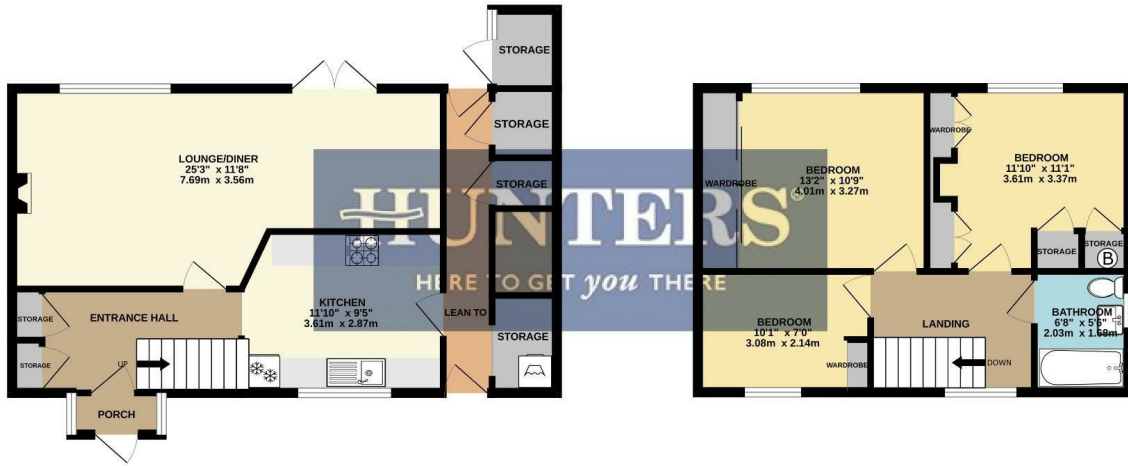 STORAGE
STORAGE
STORAGE
LOUNGE/DINER
25'3" x 11'8"
7.69m x 3.56m
KITCHEN
11'10" x 9'5"
3.61m x 2.87m
LEAN TO
STORAGE
ENTRANCE HALL
STORAGE
STORAGE
UP
PORCH
WARDROBE
BEDROOM
13'2" x 10'9"
4.01m x 3.27m
WARDROBE
BEDROOM
11'10" x 11'1"
3.61m x 3.37m
STORAGE
STORAGE
B
BEDROOM
10'1" x 7'0"
3.08m x 2.14m
WARDROBE
LANDING
DOWN
BATHROOM
6'8" x 5'6"
2.03m x 1.68m
HUNTERS®
HERE TO GET you THERE